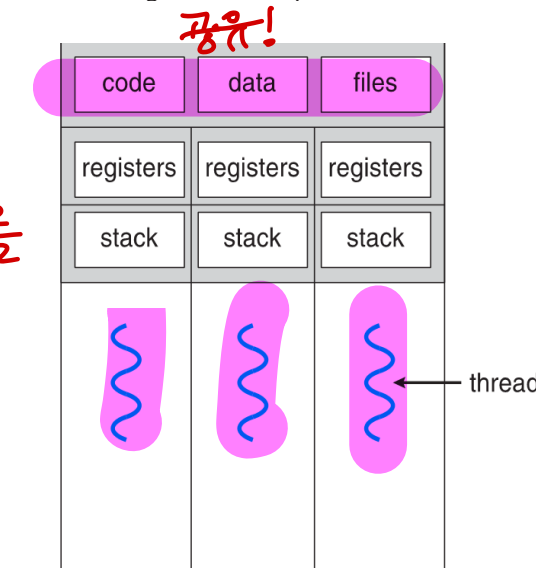 공유!
code data files
registers registers registers
stack stack stack
thread